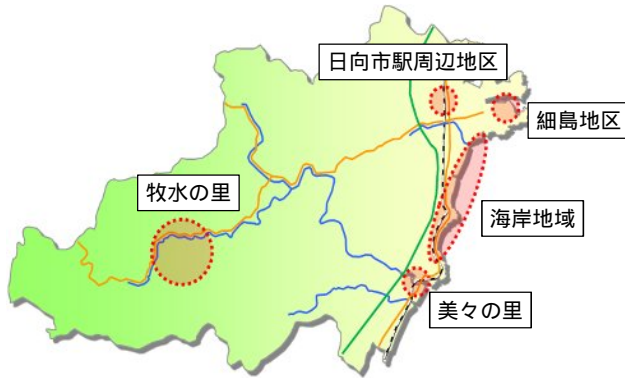 日向市駅周辺地区
細島地区
牧水の里
海岸地域
美々の里